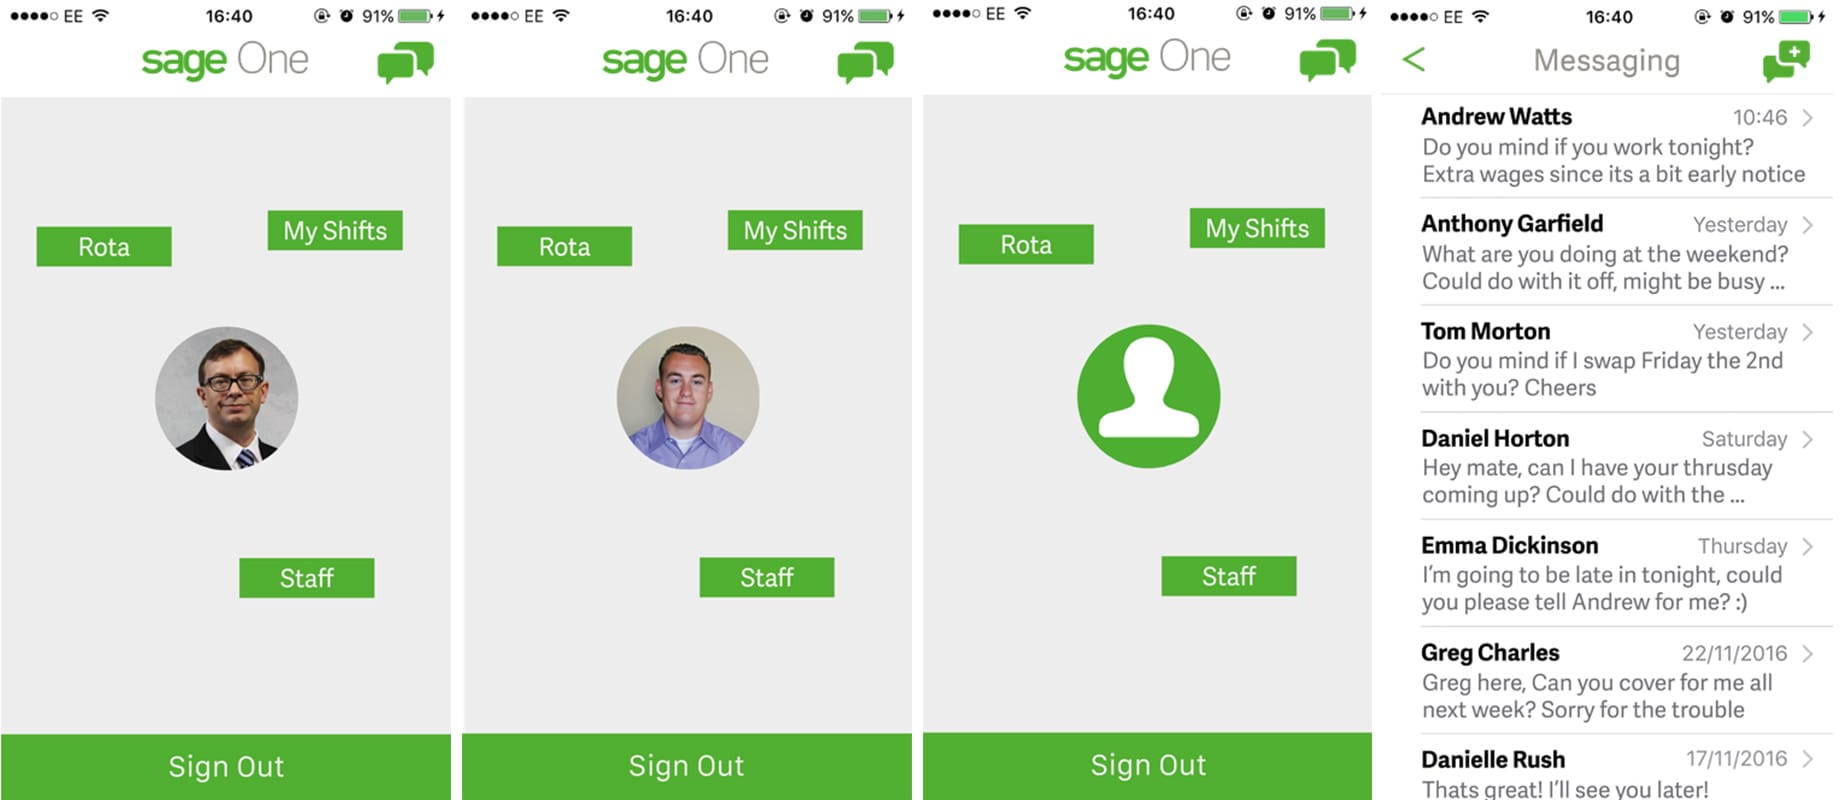 ●●●●○ EE 16:40 91%
sage One
Rota
My Shifts
Staff
Sign Out
●●●●○ EE 16:40 91%
sage One
Rota
My Shifts
Staff
Sign Out
●●●●○ EE 16:40 91%
sage One
Rota
My Shifts
Staff
Sign Out
●●●●○ EE 16:40 91%
< Messaging
Andrew Watts 10:46
Do you mind if you work tonight?
Extra wages since its a bit early notice
Anthony Garfield Yesterday
What are you doing at the weekend?
Could do with it off, might be busy ...
Tom Morton Yesterday
Do you mind if I swap Friday the 2nd
with you? Cheers
Daniel Horton Saturday
Hey mate, can I have your thrusday
coming up? Could do with the ...
Emma Dickinson Thursday
I'm going to be late in tonight, could
you please tell Andrew for me? :)
Greg Charles 22/11/2016
Greg here, Can you cover for me all
next week? Sorry for the trouble
Danielle Rush 17/11/2016
Thats great! I'll see you later!